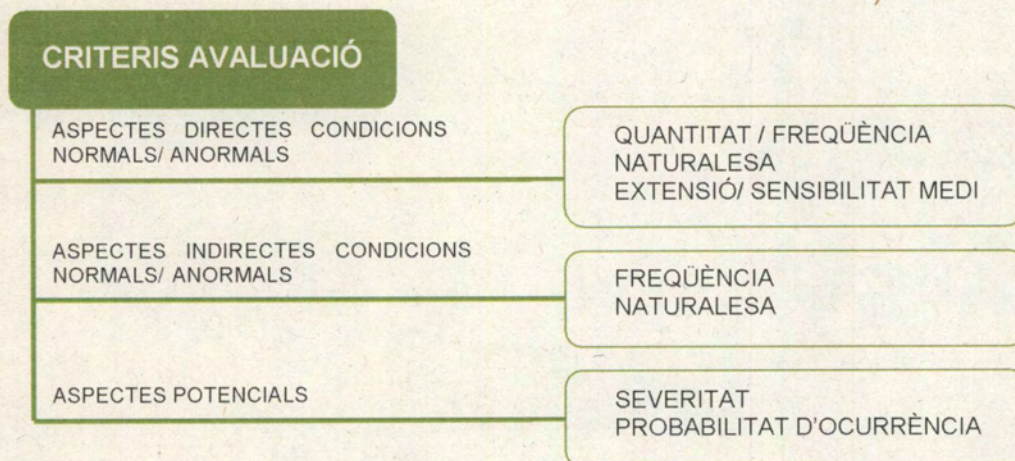 CRITERIS AVALUACIÓ
ASPECTES DIRECTES CONDICIONS
NORMALS/ ANORMALS
QUANTITAT / FREQÜÈNCIA
NATURALESA
EXTENSIÓ/ SENSIBILITAT MEDI
ASPECTES INDIRECTES CONDICIONS
NORMALS/ ANORMALS
FREQÜÈNCIA
NATURALESA
ASPECTES POTENCIALS
SEVERITAT
PROBABILITAT D'OCURRÈNCIA